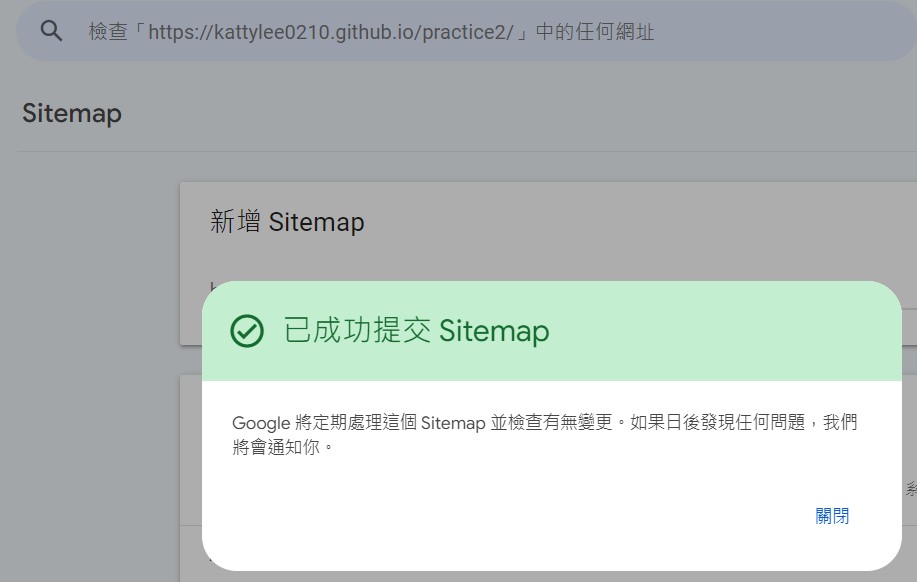 檢查「https://kattylee0210.github.io/practice2/」中的任何網址
Sitemap
新增 Sitemap
已成功提交 Sitemap
Google 將定期處理這個 Sitemap 並檢查有無變更。如果日後發現任何問題，我們
將會通知你。
關閉